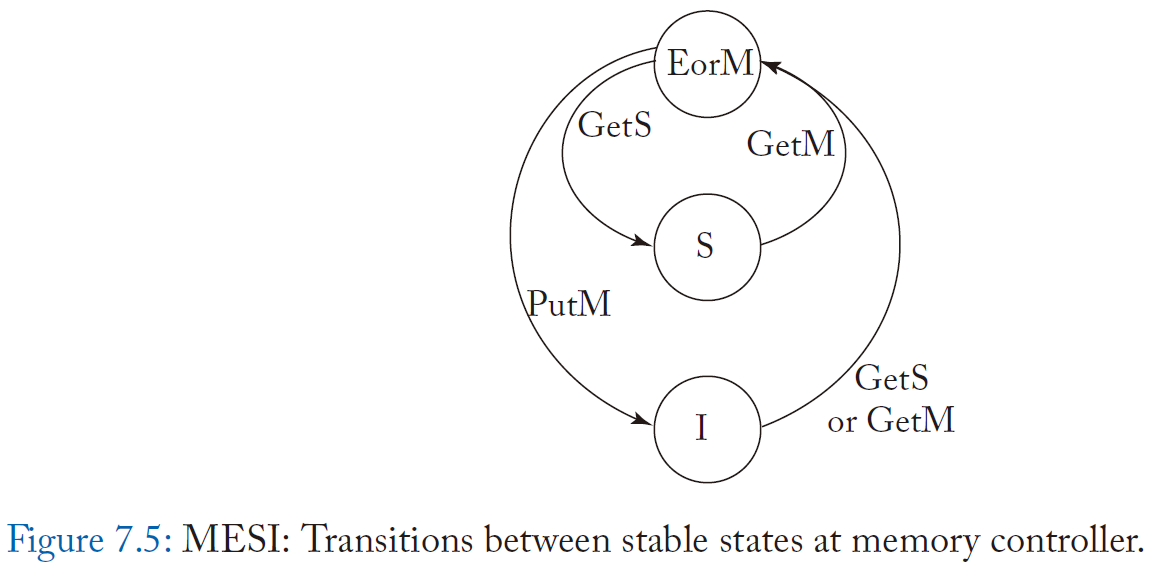 EorM
GetS
GetM
S
PutM
I
GetS
or GetM
Figure 7.5: MESI: Transitions between stable states at memory controller.